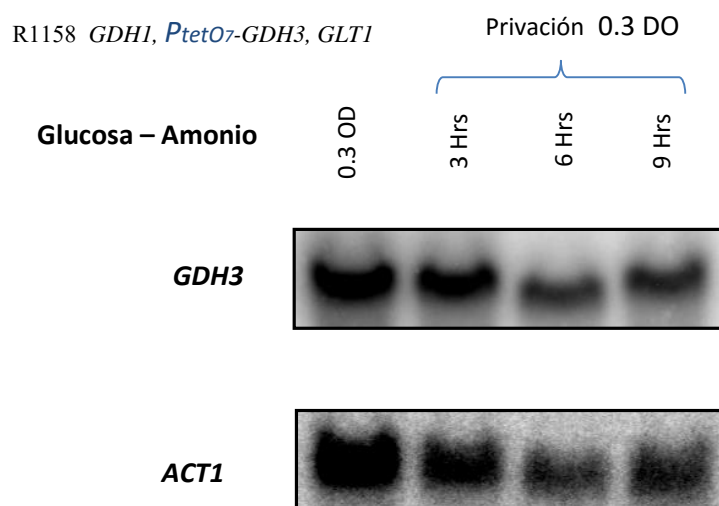 R1158 GDH1, PtetO7-GDH3, GLT1
Privación 0.3 DO
Glucosa – Amonio
0.3 OD
3 Hrs
6 Hrs
9 Hrs
GDH3
ACT1